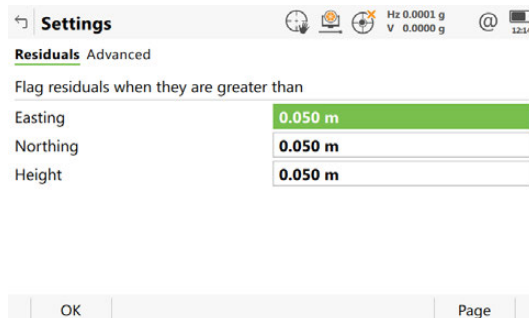 Settings
Hz 0.0001 g
V 0.0000 g
@
Residuals Advanced
Flag residuals when they are greater than
Easting 0.050 m
Northing 0.050 m
Height 0.050 m
OK Page